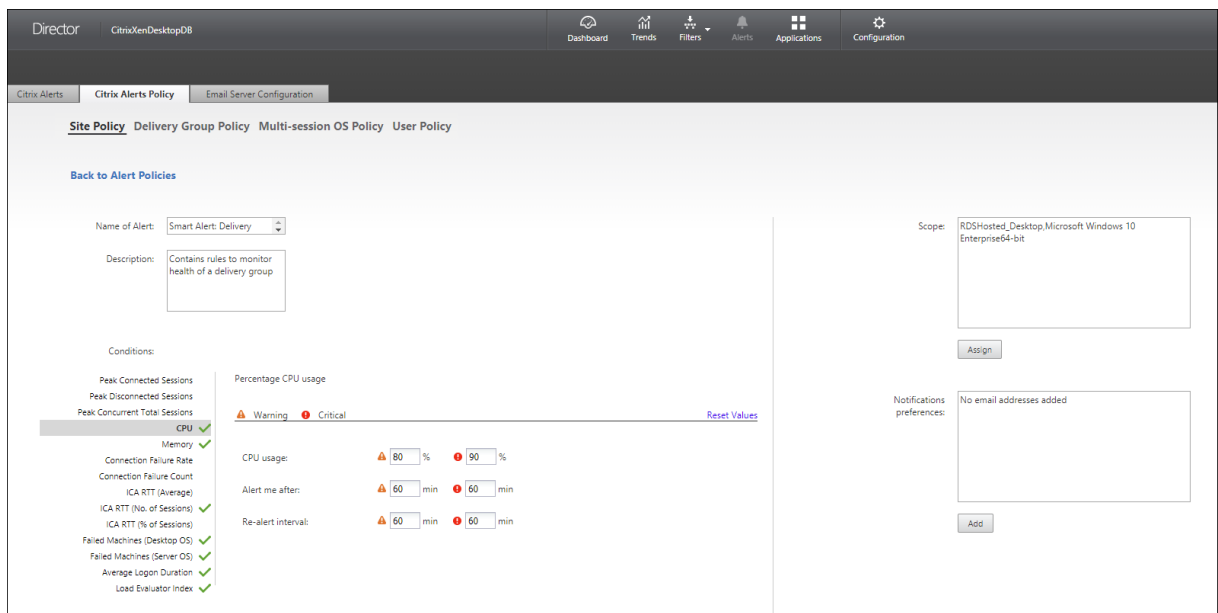 Director CitrixXenDesktopDB
Dashboard Trends Filters Alerts Applications Configuration
Citrix Alerts Citrix Alerts Policy Email Server Configuration
Site Policy Delivery Group Policy Multi-session OS Policy User Policy
Back to Alert Policies
Name of Alert: Smart Alert: Delivery
Description: Contains rules to monitor
health of a delivery group
Conditions:
Peak Connected Sessions
Peak Disconnected Sessions
Peak Concurrent Total Sessions
CPU
Memory
Connection Failure Rate
Connection Failure Count
ICA RTT (Average)
ICA RTT (No. of Sessions)
ICA RTT (% of Sessions)
Failed Machines (Desktop OS)
Failed Machines (Server OS)
Average Logon Duration
Load Evaluator Index
Percentage CPU usage
Warning Critical Reset Values
CPU usage: 80 % 90 %
Alert me after: 60 min 60 min
Re-alert interval: 60 min 60 min
Scope: RDSHosted_Desktop,Microsoft Windows 10
Enterprise64-bit
Assign
Notifications
preferences:
No email addresses added
Add